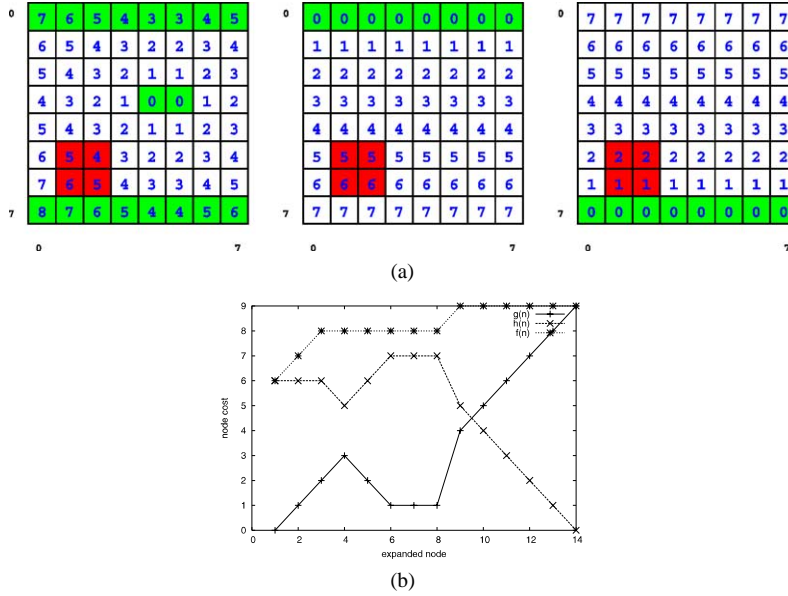 0 7 6 5 4 3 3 4 5
6 5 4 3 2 2 3 4
5 4 3 2 1 1 2 3
4 3 2 1 0 0 1 2
5 4 3 2 1 1 2 3
6 5 4 3 2 2 3 4
7 6 5 4 3 3 4 5
7 8 7 6 5 4 4 5 6
0 7
0 0 0 0 0 0 0 0 0
1 1 1 1 1 1 1 1
2 2 2 2 2 2 2 2
3 3 3 3 3 3 3 3
4 4 4 4 4 4 4 4
5 5 5 5 5 5 5 5
6 6 6 6 6 6 6 6
7 7 7 7 7 7 7 7 7
0 7
0 7 7 7 7 7 7 7 7
6 6 6 6 6 6 6 6
5 5 5 5 5 5 5 5
4 4 4 4 4 4 4 4
3 3 3 3 3 3 3 3
2 2 2 2 2 2 2 2
1 1 1 1 1 1 1 1
7 0 0 0 0 0 0 0 0
0 7
(a)
9
8
7
6
5
4
3
2
1
0
node cost
g(n)
h(n)
f(n)
0 2 4 6 8 10 12 14
expanded node
(b)